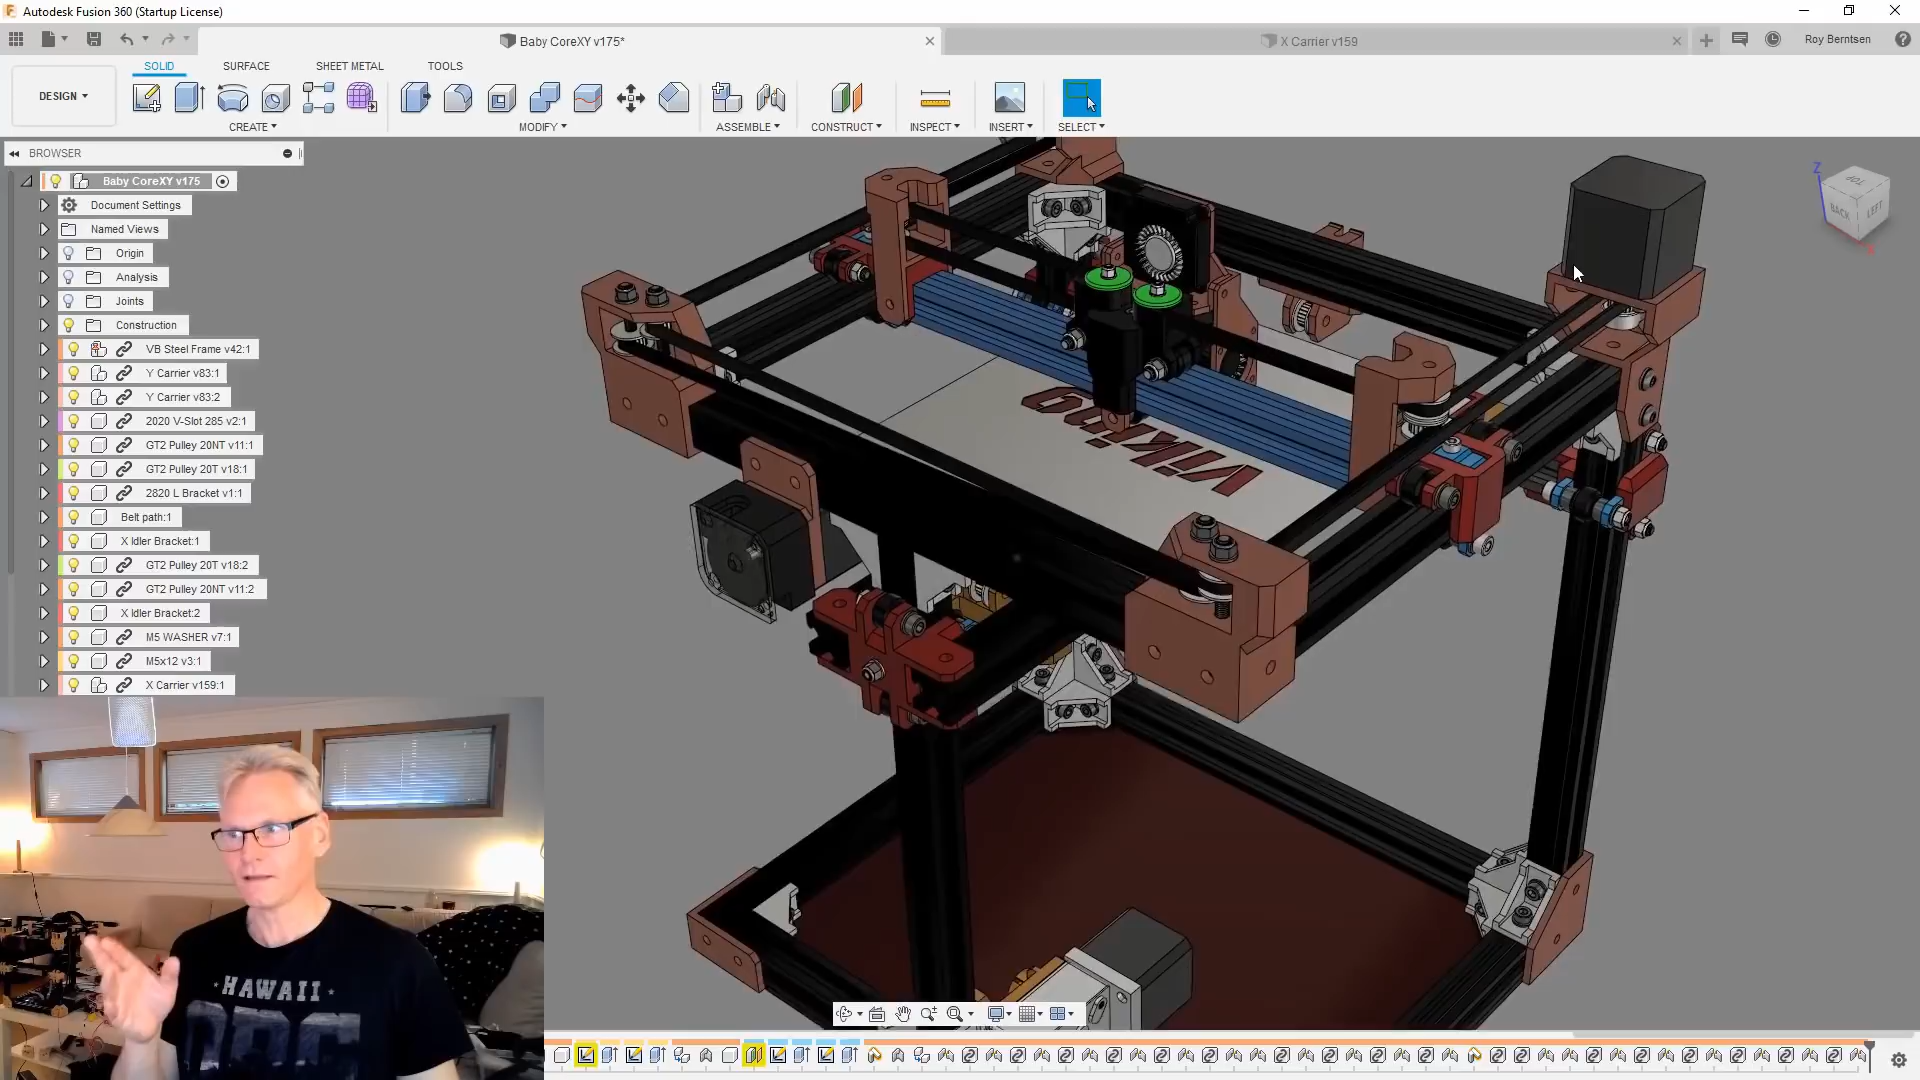 Autodesk Fusion 360 (Startup License)
Baby CoreXY v175*
X Carrier v159
Roy Berntsen
SOLID
SURFACE
SHEET METAL
TOOLS
DESIGN
CREATE
MODIFY
ASSEMBLE
CONSTRUCT
INSPECT
INSERT
SELECT
BROWSER
Baby CoreXY v175
Document Settings
Named Views
Origin
Analysis
Joints
Construction
VB Steel Frame v42:1
Y Carrier v83:1
Y Carrier v83:2
2020 V-Slot 285 v2:1
GT2 Pulley 20NT v11:1
GT2 Pulley 20T v18:1
2820 L Bracket v1:1
Belt path:1
X Idler Bracket:1
GT2 Pulley 20T v18:2
GT2 Pulley 20NT v11:2
X Idler Bracket:2
M5 WASHER v7:1
M5x12 v3:1
X Carrier v159:1
Z
TOP
BACK
LEFT
X
HAWAII